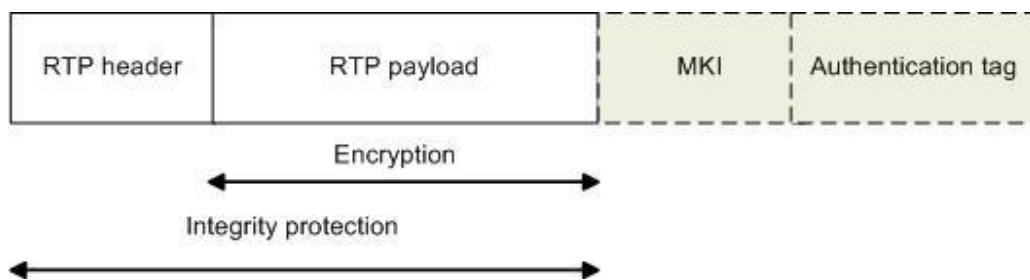 RTP header
RTP payload
MKI
Authentication tag
Encryption
Integrity protection